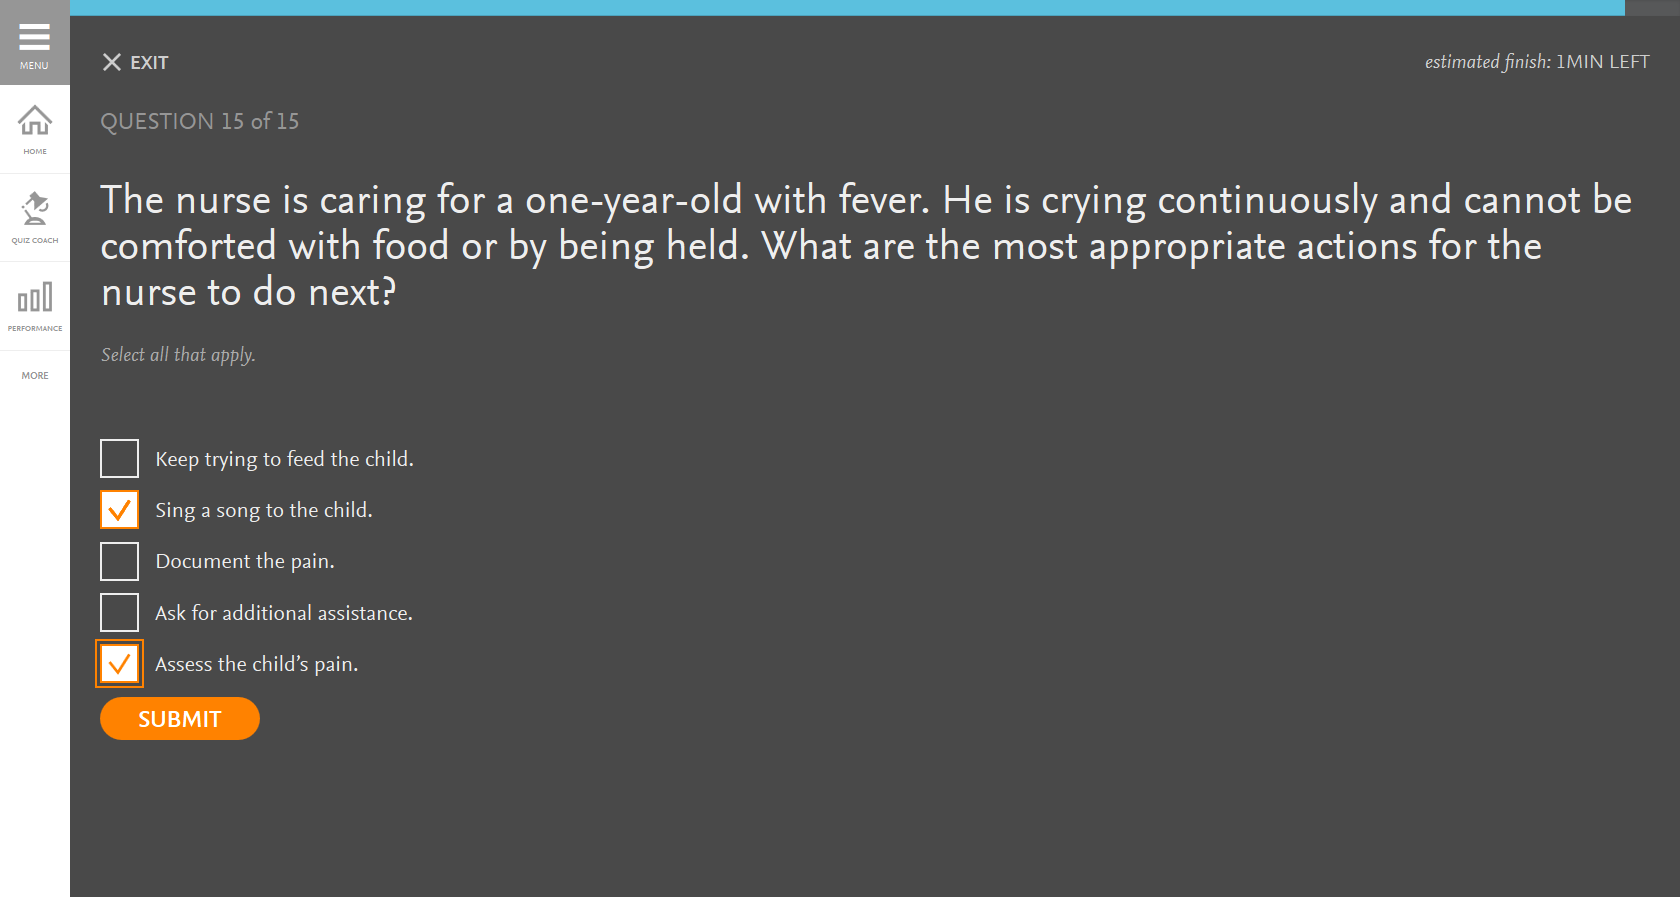 MENU
HOME
QUIZ COACH
PERFORMANCE
MORE
EXIT
estimated finish: 1MIN LEFT
QUESTION 15 of 15
The nurse is caring for a one-year-old with fever. He is crying continuously and cannot be
comforted with food or by being held. What are the most appropriate actions for the
nurse to do next?
Select all that apply.
Keep trying to feed the child.
Sing a song to the child.
Document the pain.
Ask for additional assistance.
Assess the child’s pain.
SUBMIT